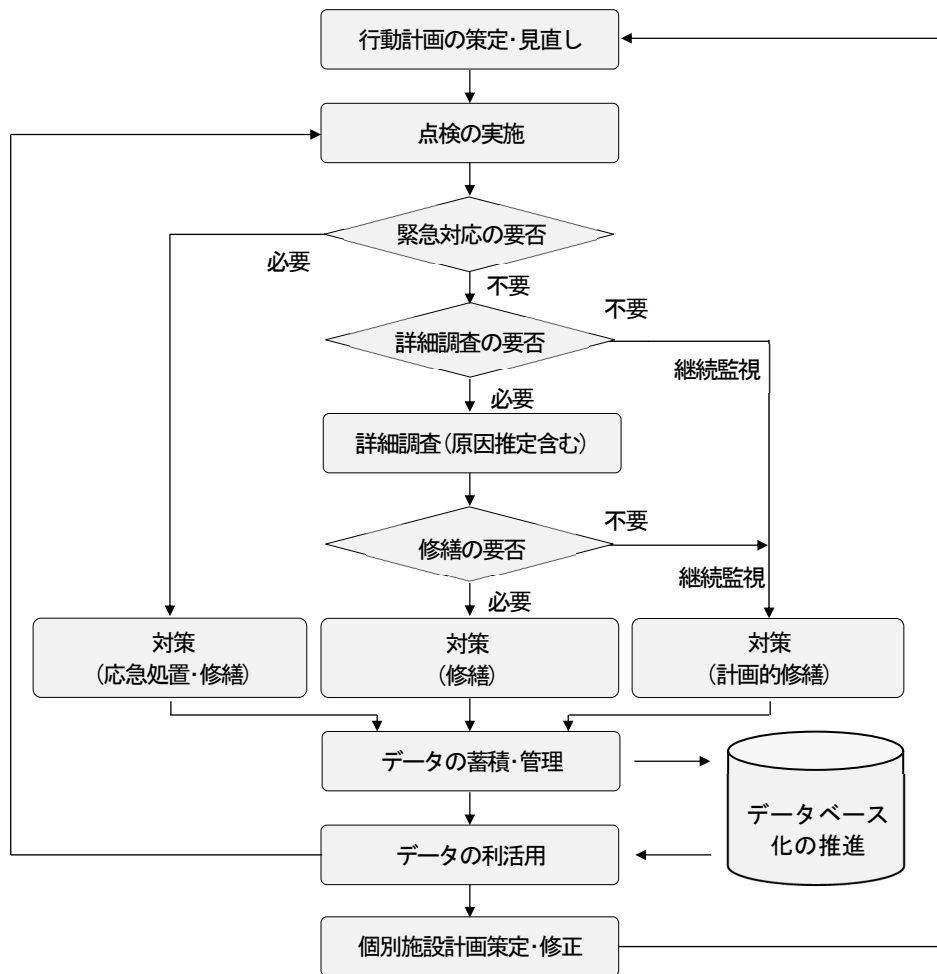 行動計画の策定・見直し
点検の実施
緊急対応の要否
必要
不要
詳細調査の要否
不要
継続監視
必要
詳細調査(原因推定含む)
修繕の要否
不要
継続監視
必要
対策
(応急処置・修繕)
対策
(修繕)
対策
(計画的修繕)
データの蓄積・管理
データベース
化の推進
データの利活用
個別施設計画策定・修正